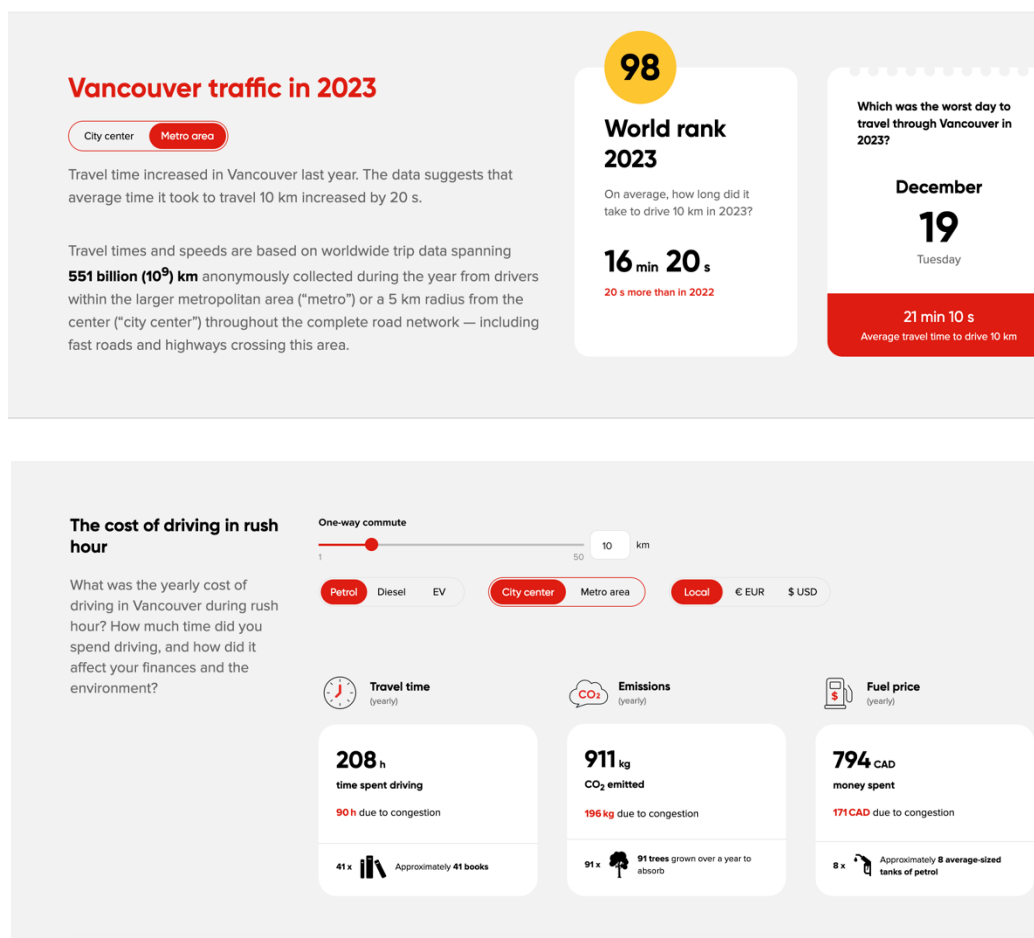 Vancouver traffic in 2023
City center Metro area
Travel time increased in Vancouver last year. The data suggests that
average time it took to travel 10 km increased by 20 s.
Travel times and speeds are based on worldwide trip data spanning
551 billion (10⁹) km anonymously collected during the year from drivers
within the larger metropolitan area (“metro”) or a 5 km radius from the
center (“city center”) throughout the complete road network — including
fast roads and highways crossing this area.
98
World rank
2023
On average, how long did it
take to drive 10 km in 2023?
16 min 20 s
20 s more than in 2022
Which was the worst day to
travel through Vancouver in
2023?
December
19
Tuesday
21 min 10 s
Average travel time to drive 10 km
The cost of driving in rush
hour
What was the yearly cost of
driving in Vancouver during rush
hour? How much time did you
spend driving, and how did it
affect your finances and the
environment?
One-way commute
1 50 10 km
Petrol Diesel EV City center Metro area Local € EUR $ USD
Travel time
(yearly)
208 h
time spent driving
90 h due to congestion
41 x Approximately 41 books
CO₂
Emissions
(yearly)
911 kg
CO₂ emitted
196 kg due to congestion
91 x 91 trees grown over a year to
absorb
$
Fuel price
(yearly)
794 CAD
money spent
171 CAD due to congestion
8 x Approximately 8 average-sized
tanks of petrol